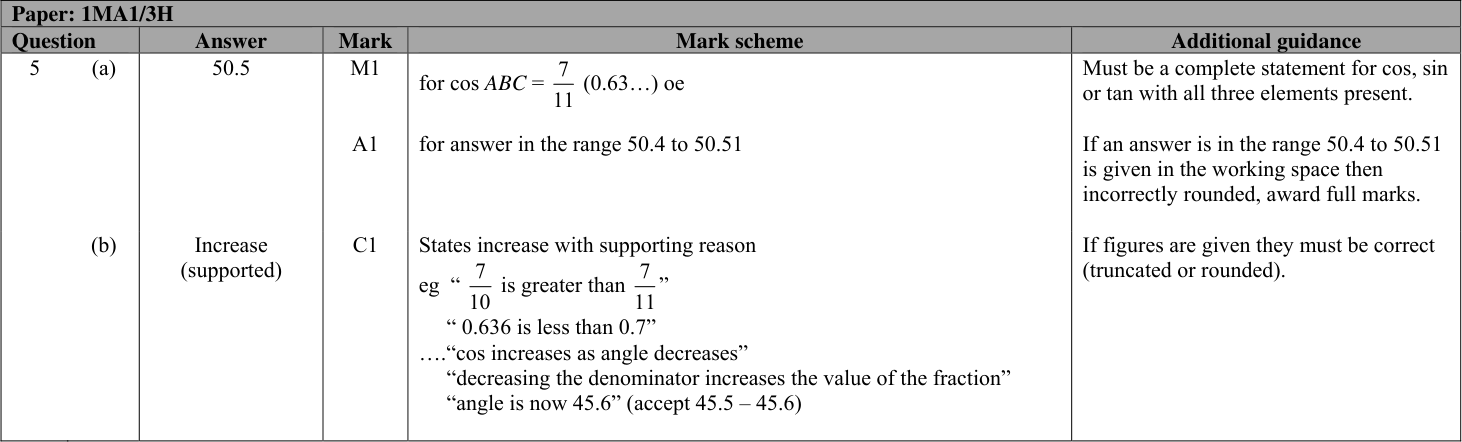 Paper: 1MA1/3H
Question Answer Mark Mark scheme Additional guidance
5 (a) 50.5 M1 for cos ABC = 7/11 (0.63…) oe Must be a complete statement for cos, sin
or tan with all three elements present.
A1 for answer in the range 50.4 to 50.51 If an answer is in the range 50.4 to 50.51
is given in the working space then
incorrectly rounded, award full marks.
(b) Increase C1 States increase with supporting reason If figures are given they must be correct
(supported) (truncated or rounded).
eg “ 7/10 is greater than 7/11”
“ 0.636 is less than 0.7”
….“cos increases as angle decreases”
“decreasing the denominator increases the value of the fraction”
“angle is now 45.6” (accept 45.5 – 45.6)